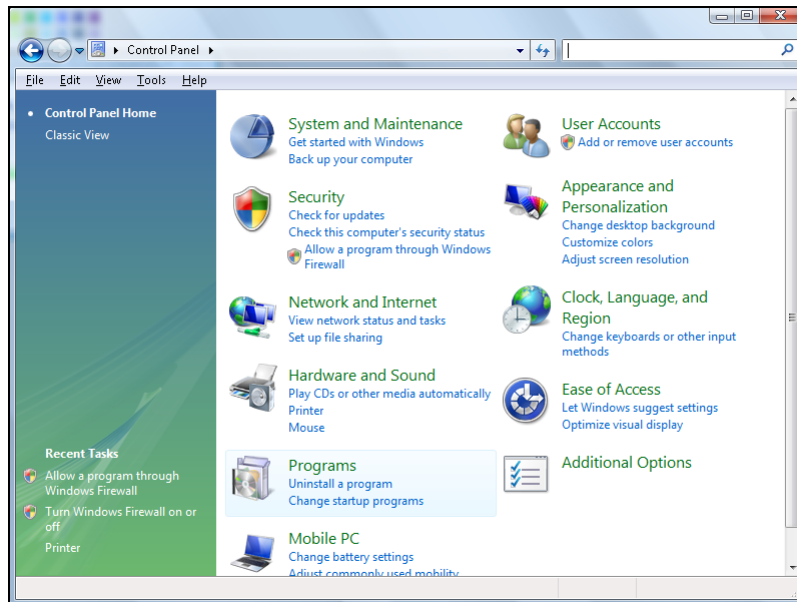 Control Panel
File Edit View Tools Help
Control Panel Home
Classic View
Recent Tasks
Allow a program through
Windows Firewall
Turn Windows Firewall on or
off
Printer
System and Maintenance
Get started with Windows
Back up your computer
Security
Check for updates
Check this computer's security status
Allow a program through Windows
Firewall
Network and Internet
View network status and tasks
Set up file sharing
Hardware and Sound
Play CDs or other media automatically
Printer
Mouse
Programs
Uninstall a program
Change startup programs
Mobile PC
Change battery settings
Adjust commonly used mobility
User Accounts
Add or remove user accounts
Appearance and
Personalization
Change desktop background
Customize colors
Adjust screen resolution
Clock, Language, and
Region
Change keyboards or other input
methods
Ease of Access
Let Windows suggest settings
Optimize visual display
Additional Options